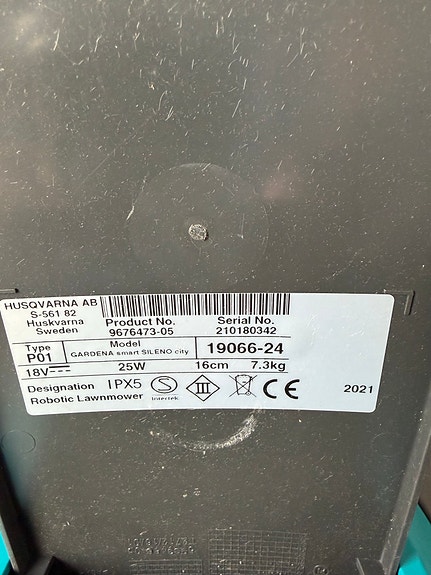 HUSQVARNA AB
S-561 82
Huskvarna
Sweden
Product No.
9676473-05
Serial No.
210180342
Type
P01
Model
GARDENA smart SILENO city
19066-24
18V 25W 16cm 7.3kg
Designation IPX5 S Intertek III CE 2021
Robotic Lawnmower